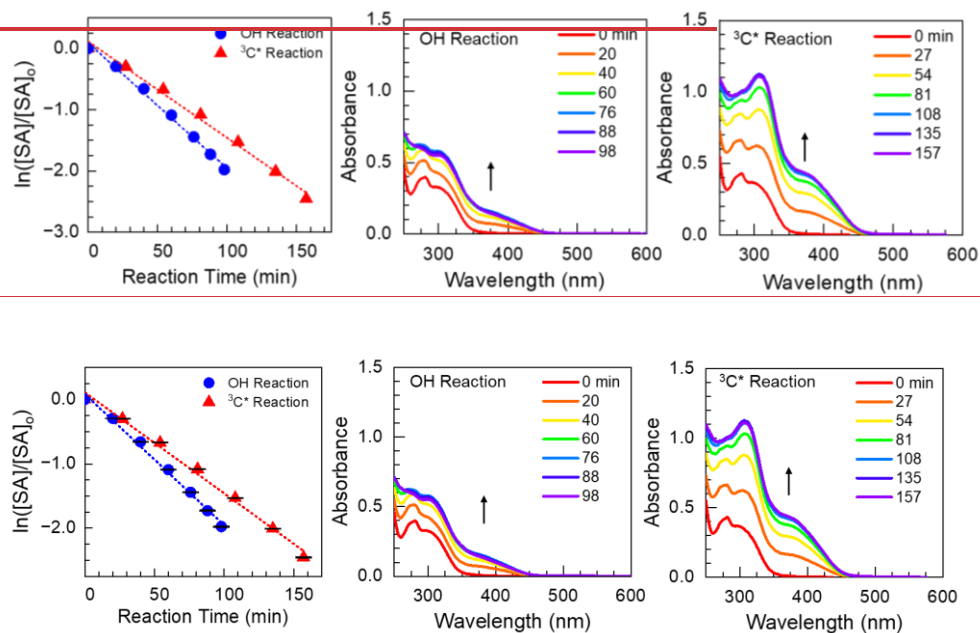 OH Reaction
³C* Reaction
0.0
−1.0
−2.0
−3.0
0 50 100 150
ln([SA]/[SA]₀)
Reaction Time (min)
OH Reaction
0 min
20
40
60
76
88
98
1.5
1.0
0.5
0.0
300 400 500 600
Absorbance
Wavelength (nm)
³C* Reaction
0 min
27
54
81
108
135
157
1.5
1.0
0.5
0.0
300 400 500 600
Absorbance
Wavelength (nm)
OH Reaction
³C* Reaction
0.0
−1.0
−2.0
0 50 100 150
ln([SA]/[SA]₀)
Reaction Time (min)
OH Reaction
0 min
20
40
60
76
88
98
1.5
1.0
0.5
0.0
300 400 500 600
Absorbance
Wavelength (nm)
³C* Reaction
0 min
27
54
81
108
135
157
1.5
1.0
0.5
0.0
300 400 500 600
Absorbance
Wavelength (nm)